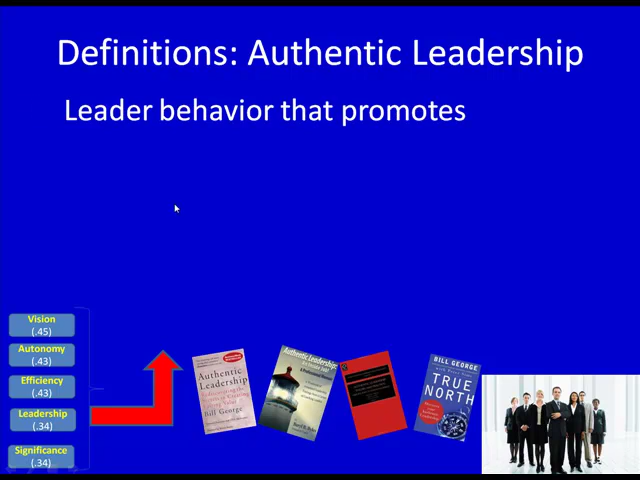 Definitions: Authentic Leadership
Leader behavior that promotes
Vision
(.45)
Autonomy
(.43)
Efficiency
(.43)
Leadership
(.34)
Significance
(.34)
Authentic
Leadership
Bill George
Authentic Leadership:
BILL GEORGE
TRUE
NORTH